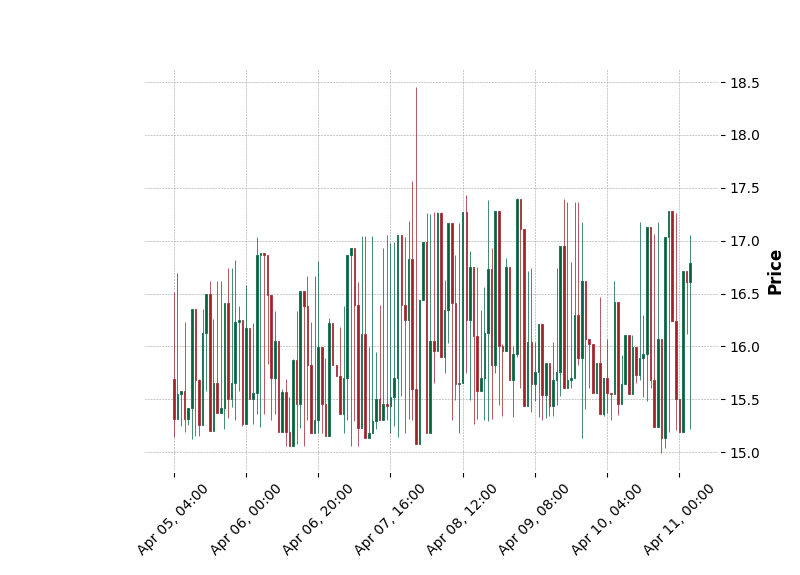 18.5
18.0
17.5
17.0
16.5
16.0
15.5
15.0
Price
Apr 05, 04:00
Apr 06, 00:00
Apr 06, 20:00
Apr 07, 16:00
Apr 08, 12:00
Apr 09, 08:00
Apr 10, 04:00
Apr 11, 00:00